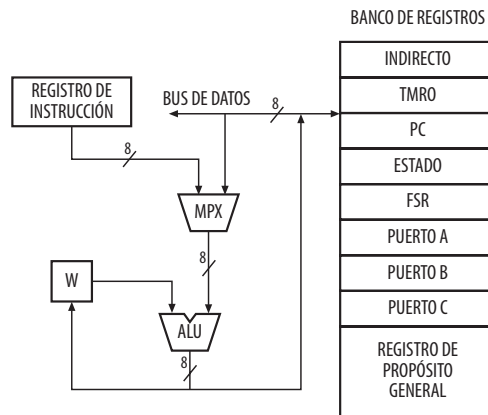 BANCO DE REGISTROS
INDIRECTO
TMRO
PC
ESTADO
FSR
PUERTO A
PUERTO B
PUERTO C
REGISTRO DE
PROPÓSITO
GENERAL
REGISTRO DE
INSTRUCCIÓN
BUS DE DATOS
8
8
MPX
8
W
ALU
8